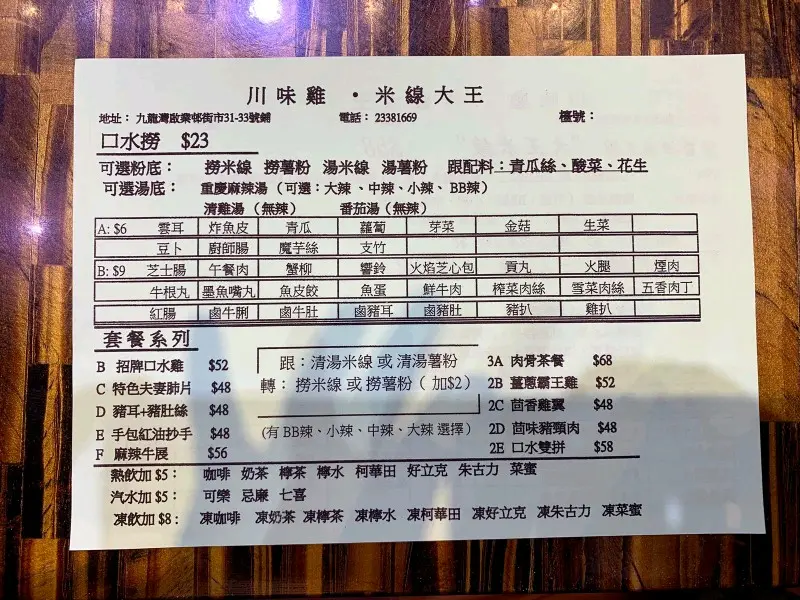 川味雞 · 米線大王
地址： 九龍灣啟業邨街市31-33號鋪 電話： 23381669 檯號：
口水撈 $23
可選粉底： 撈米線 撈薯粉 湯米線 湯薯粉 跟配料：青瓜絲、酸菜、花生
可選湯底： 重慶麻辣湯（可選：大辣、中辣、小辣、BB辣）
清雞湯（無辣） 番茄湯（無辣）
A: $6 雲耳 炸魚皮 青瓜 蘿蔔 芽菜 金菇 生菜
豆卜 廚師腸 魔芋絲 支竹
B: $9 芝士腸 午餐肉 蟹柳 響鈴 火焰芝心包 貢丸 火腿 煙肉
牛根丸 墨魚嘴丸 魚皮餃 魚蛋 鮮牛肉 榨菜肉絲 雪菜肉絲 五香肉丁
紅腸 鹵牛脷 鹵牛肚 鹵豬耳 鹵豬肚 豬扒 雞扒
套餐系列
B 招牌口水雞 $52
C 特色夫妻肺片 $48
D 豬耳+豬肚絲 $48
E 手包紅油抄手 $48
F 麻辣牛展 $56
跟：清湯米線 或 清湯薯粉
轉： 撈米線 或 撈薯粉（ 加$2）
（有 BB辣、小辣、中辣、大辣 選擇）
3A 肉骨茶餐 $68
2B 薑蔥霸王雞 $52
2C 茴香雞翼 $48
2D 茴味豬頸肉 $48
2E 口水雙拼 $58
熱飲加 $5： 咖啡 奶茶 檸茶 檸水 柯華田 好立克 朱古力 菜蜜
汽水加 $5： 可樂 忌廉 七喜
凍飲加 $8： 凍咖啡 凍奶茶 凍檸茶 凍檸水 凍柯華田 凍好立克 凍朱古力 凍菜蜜